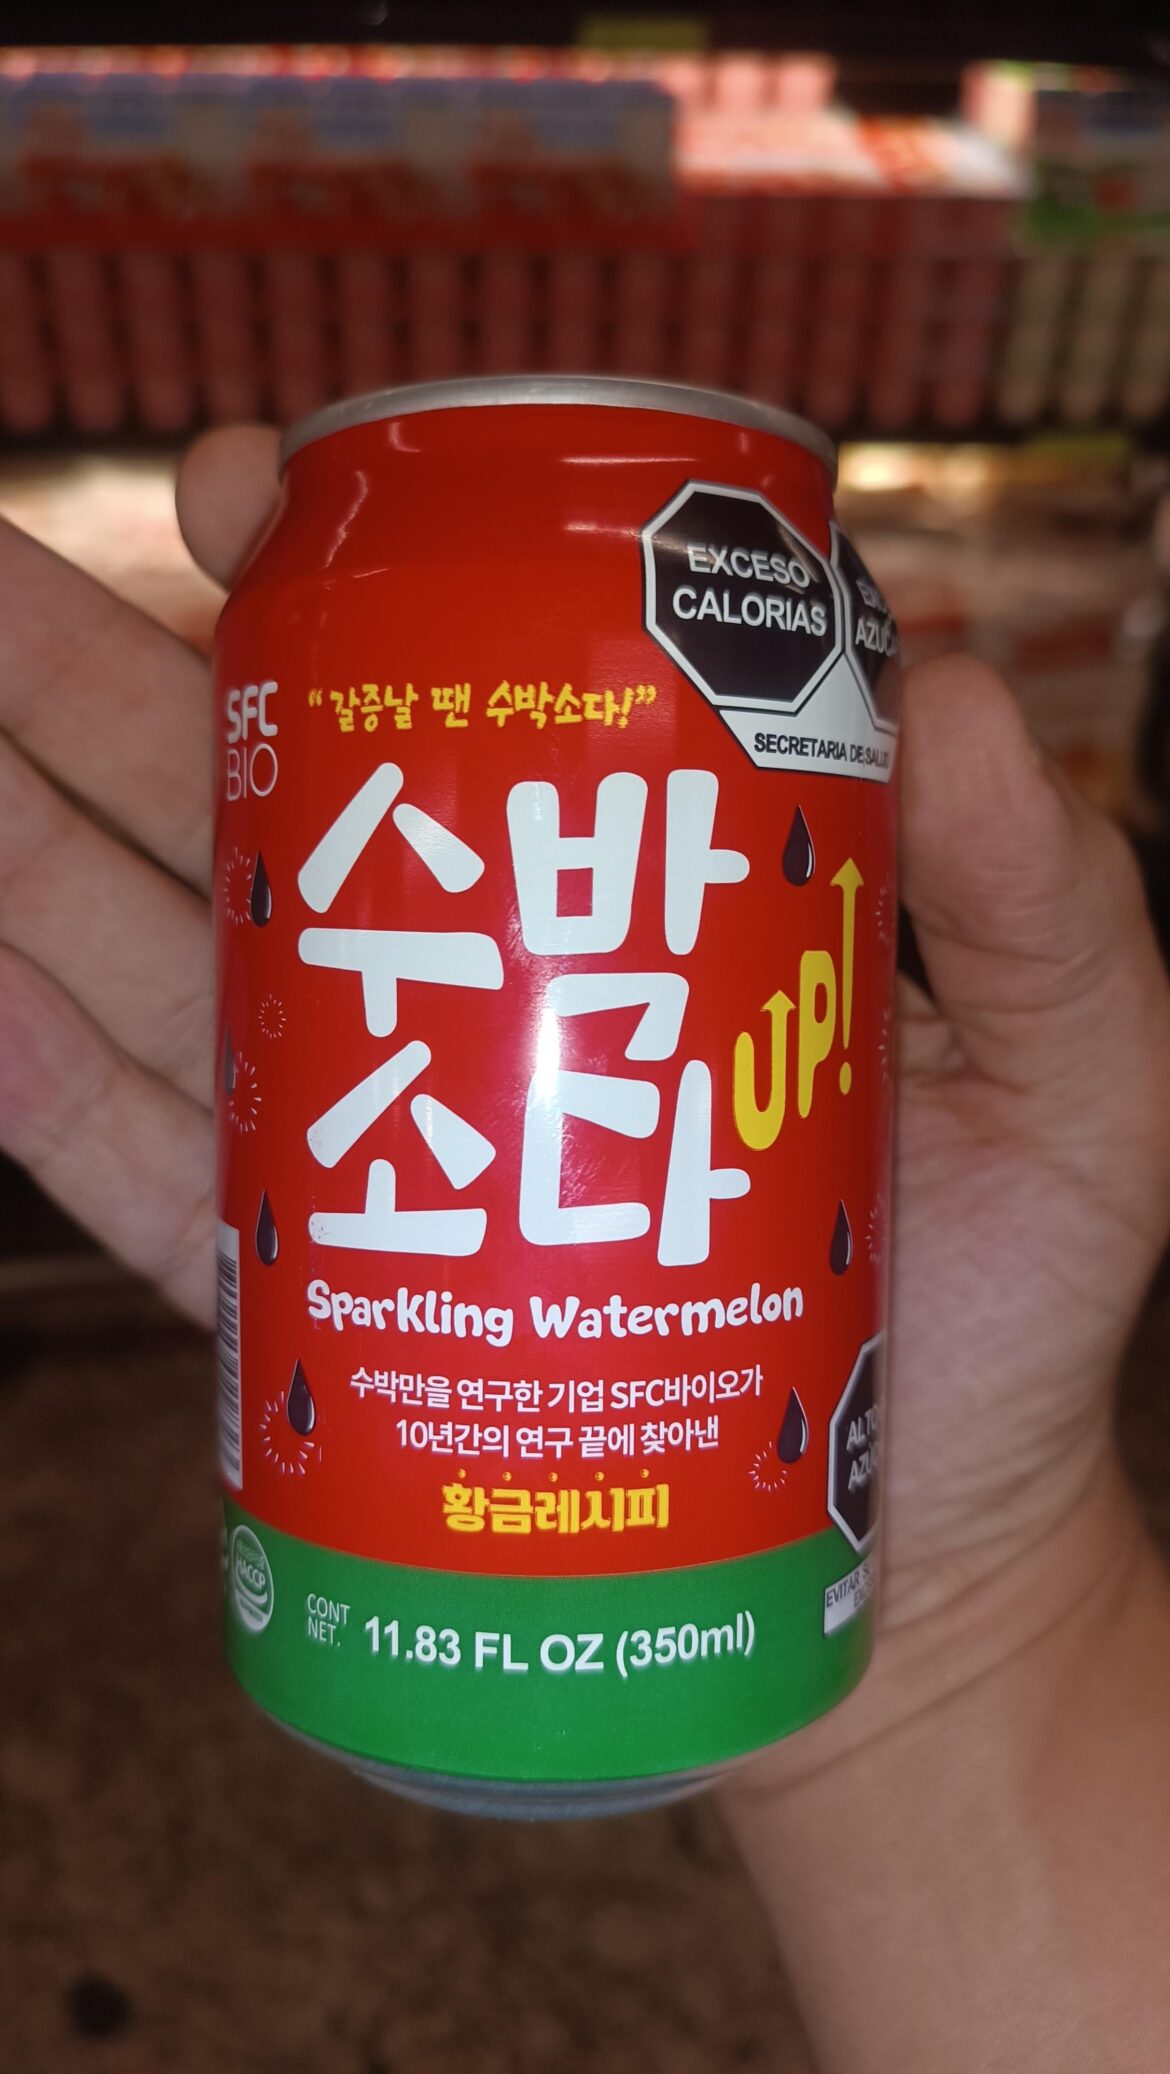 EXCESO
CALORIAS
SECRETARIA DE SALUD
SFC
BIO
“갈증날 땐 수박소다!”
수박
소다
UP!
Sparkling Watermelon
수박만을 연구한 기업 SFC바이오가
10년간의 연구 끝에 찾아낸
황금레시피
ALTO
EVITAR
HACCP
CONT
NET.
11.83 FL OZ (350ml)